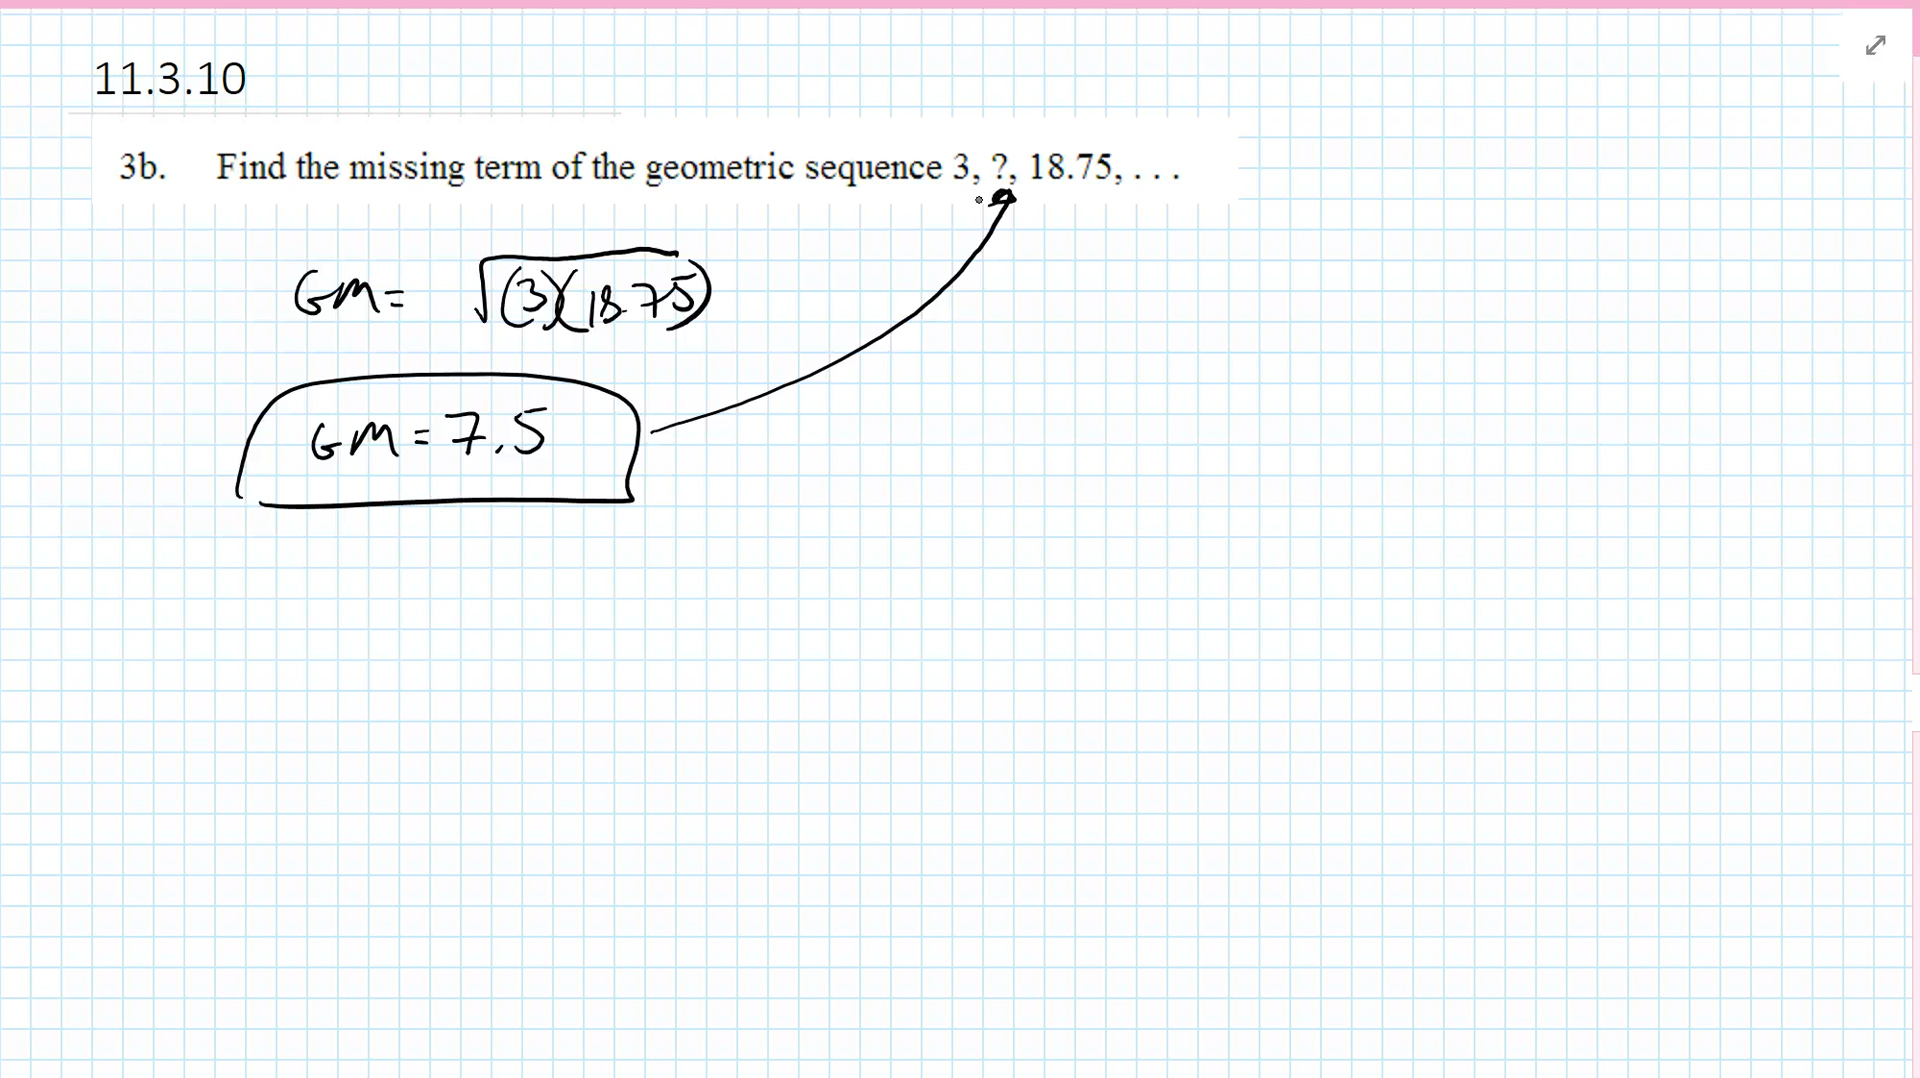 11.3.10
3b. Find the missing term of the geometric sequence 3, ?, 18.75, . . .
GM = √(3)(18.75)
GM = 7.5